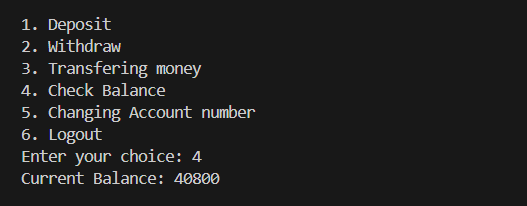 1. Deposit
2. Withdraw
3. Transfering money
4. Check Balance
5. Changing Account number
6. Logout
Enter your choice: 4
Current Balance: 40800